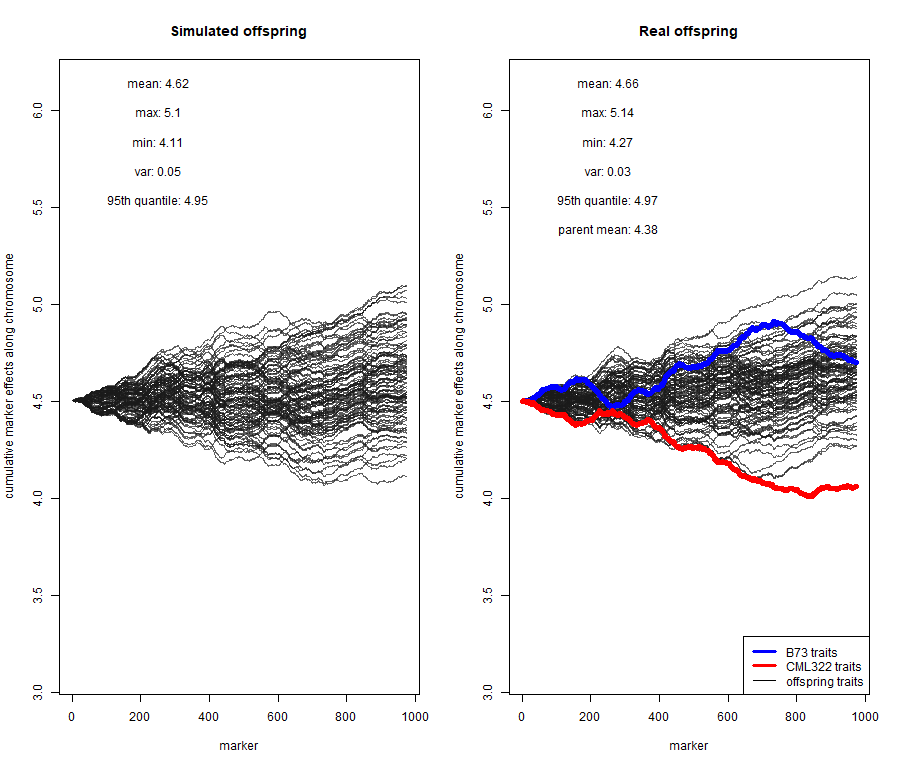 Simulated offspring
mean: 4.62
max: 5.1
min: 4.11
var: 0.05
95th quantile: 4.95
cumulative marker effects along chromosome
3.0
3.5
4.0
4.5
5.0
5.5
6.0
0
200
400
600
800
1000
marker
Real offspring
mean: 4.66
max: 5.14
min: 4.27
var: 0.03
95th quantile: 4.97
parent mean: 4.38
cumulative marker effects along chromosome
3.0
3.5
4.0
4.5
5.0
5.5
6.0
B73 traits
CML322 traits
offspring traits
0
200
400
600
800
1000
marker